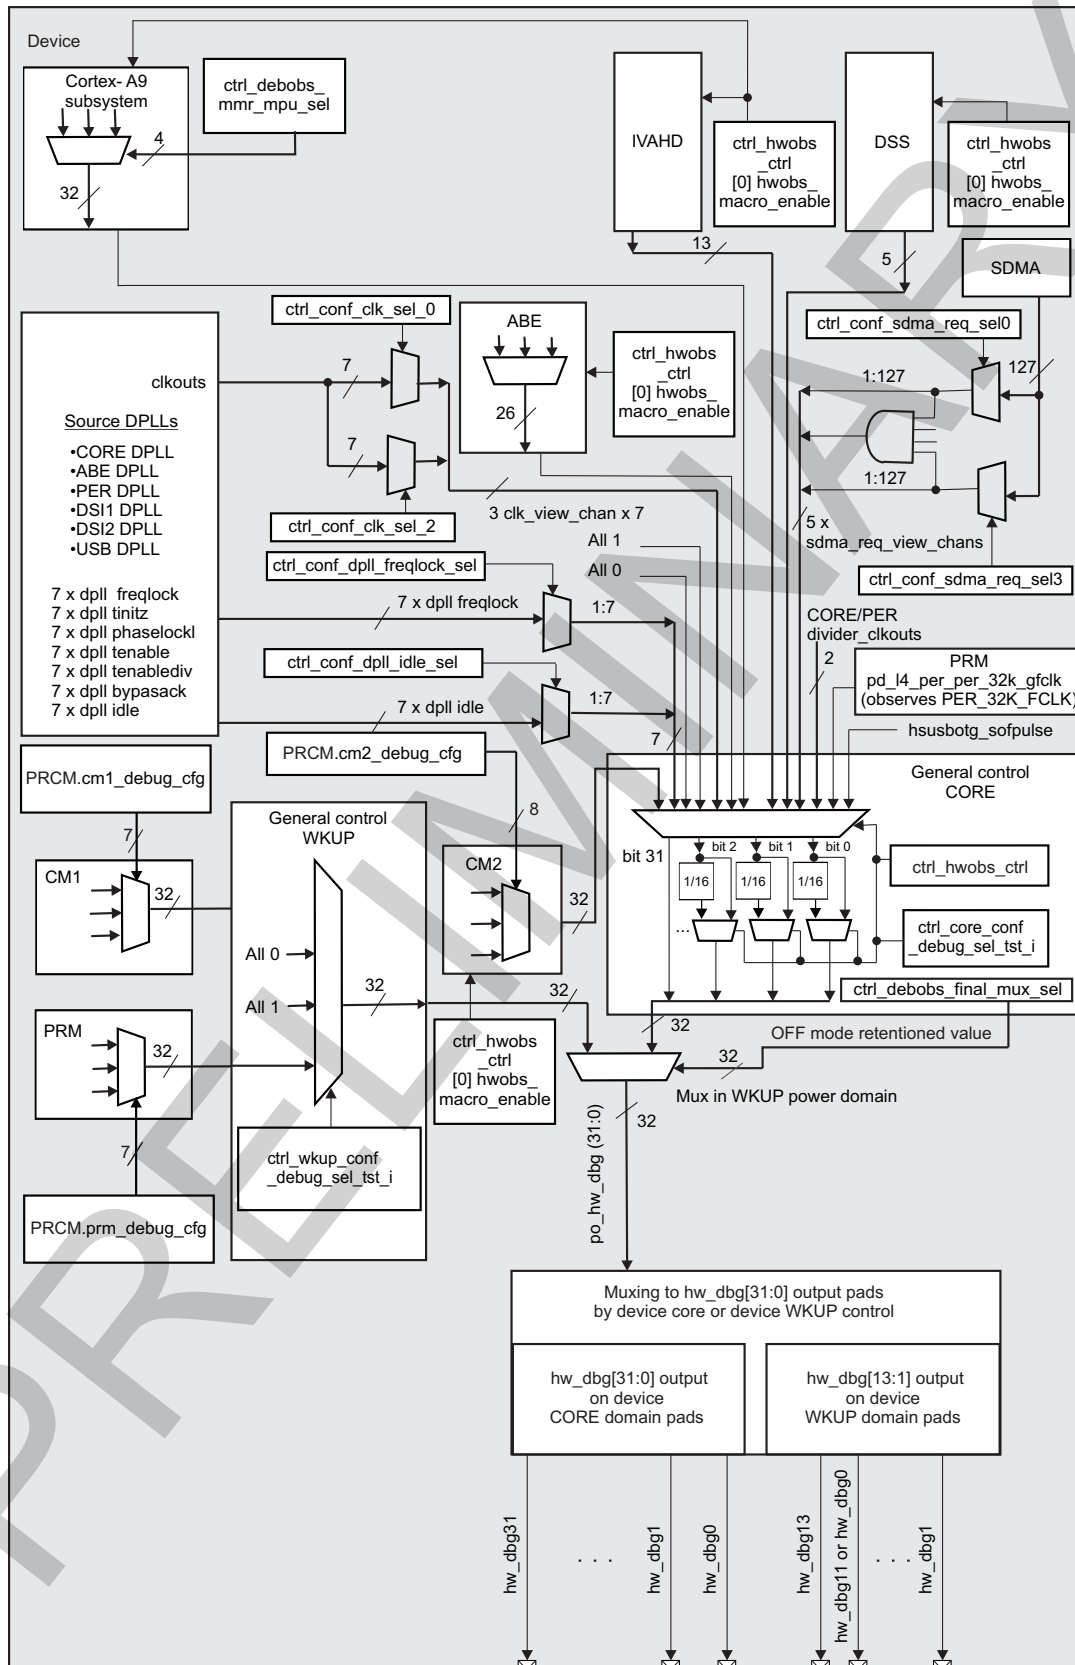 Device
Cortex- A9
subsystem
4
32
ctrl_debobs_
mmr_mpu_sel
IVAHD
13
ctrl_hwobs
_ctrl
[0] hwobs_
macro_enable
DSS
5
ctrl_hwobs
_ctrl
[0] hwobs_
macro_enable
SDMA
ctrl_conf_sdma_req_sel0
127
1:127
1:127
5 x
sdma_req_view_chans
ctrl_conf_sdma_req_sel3
ctrl_conf_clk_sel_0
7
7
ctrl_conf_clk_sel_2
ABE
26
ctrl_hwobs
_ctrl
[0] hwobs_
macro_enable
3 clk_view_chan x 7
All 1
All 0
clkouts
Source DPLLs
•CORE DPLL
•ABE DPLL
•PER DPLL
•DSI1 DPLL
•DSI2 DPLL
•USB DPLL
7 x dpll freqlock
7 x dpll tinitz
7 x dpll phaselockl
7 x dpll tenable
7 x dpll tenablediv
7 x dpll bypasack
7 x dpll idle
ctrl_conf_dpll_freqlock_sel
7 x dpll freqlock
1:7
ctrl_conf_dpll_idle_sel
7 x dpll idle
1:7
7
CORE/PER
divider_clkouts
2
PRM
pd_l4_per_per_32k_gfclk
(observes PER_32K_FCLK)
hsusbotg_sofpulse
PRCM.cm2_debug_cfg
8
PRCM.cm1_debug_cfg
7
CM1
32
General control
WKUP
All 0
All 1
32
CM2
32
General control
CORE
bit 31
bit 2
bit 1
bit 0
1/16
1/16
1/16
...
ctrl_hwobs_ctrl
ctrl_core_conf
_debug_sel_tst_i
ctrl_debobs_final_mux_sel
PRM
32
7
PRCM.prm_debug_cfg
ctrl_wkup_conf
_debug_sel_tst_i
ctrl_hwobs
_ctrl
[0] hwobs_
macro_enable
32
32
OFF mode retentioned value
32
Mux in WKUP power domain
32
po_hw_dbg (31:0)
Muxing to hw_dbg[31:0] output pads
by device core or device WKUP control
hw_dbg[31:0] output
on device
CORE domain pads
hw_dbg[13:1] output
on device
WKUP domain pads
hw_dbg31
. . .
hw_dbg1
hw_dbg0
hw_dbg13
hw_dbg11 or hw_dbg0
. . .
hw_dbg1
PRELIMINARY